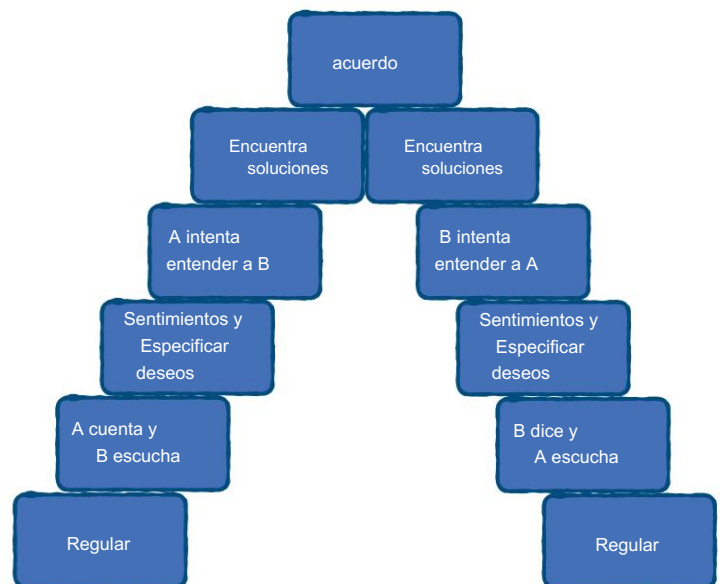 acuerdo
Encuentra
soluciones
Encuentra
soluciones
A intenta
entender a B
B intenta
entender a A
Sentimientos y
Especificar
deseos
Sentimientos y
Especificar
deseos
A cuenta y
B escucha
B dice y
A escucha
Regular
Regular